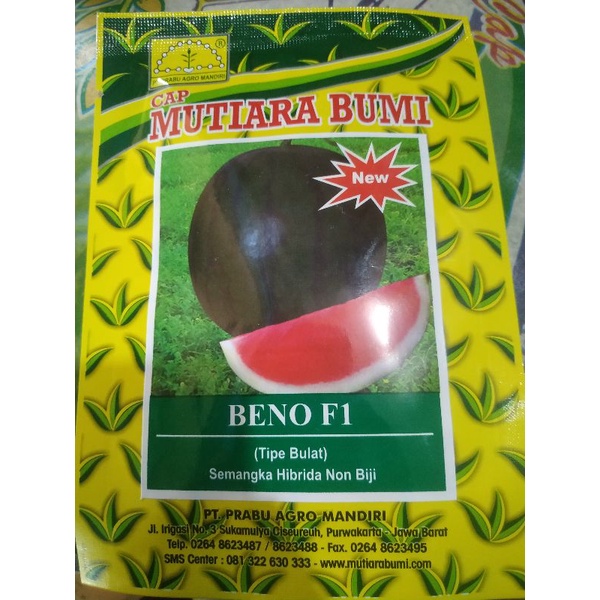 PRABU AGRO MANDIRI
®
CAP
MUTIARA BUMI
New
BENO F1
(Tipe Bulat)
Semangka Hibrida Non Biji
PT. PRABU AGRO MANDIRI
Jl. Irigasi No. 3 Sukamulya Ciseureuh, Purwakarta - Jawa Barat
Telp. 0264 8623487 / 8623488 - Fax. 0264 8623495
SMS Center : 081 322 630 333 - www.mutiarabumi.com